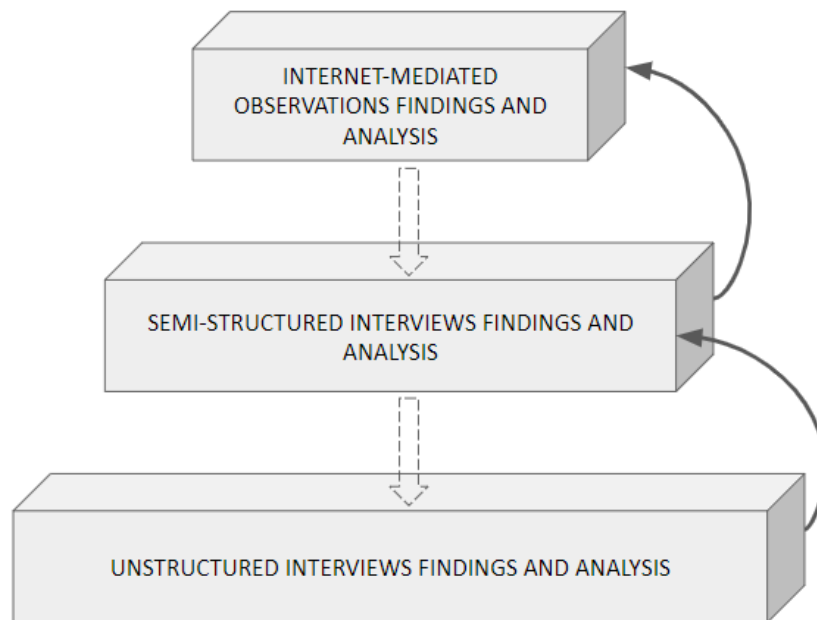 INTERNET-MEDIATED
OBSERVATIONS FINDINGS AND
ANALYSIS
SEMI-STRUCTURED INTERVIEWS FINDINGS AND
ANALYSIS
UNSTRUCTURED INTERVIEWS FINDINGS AND ANALYSIS